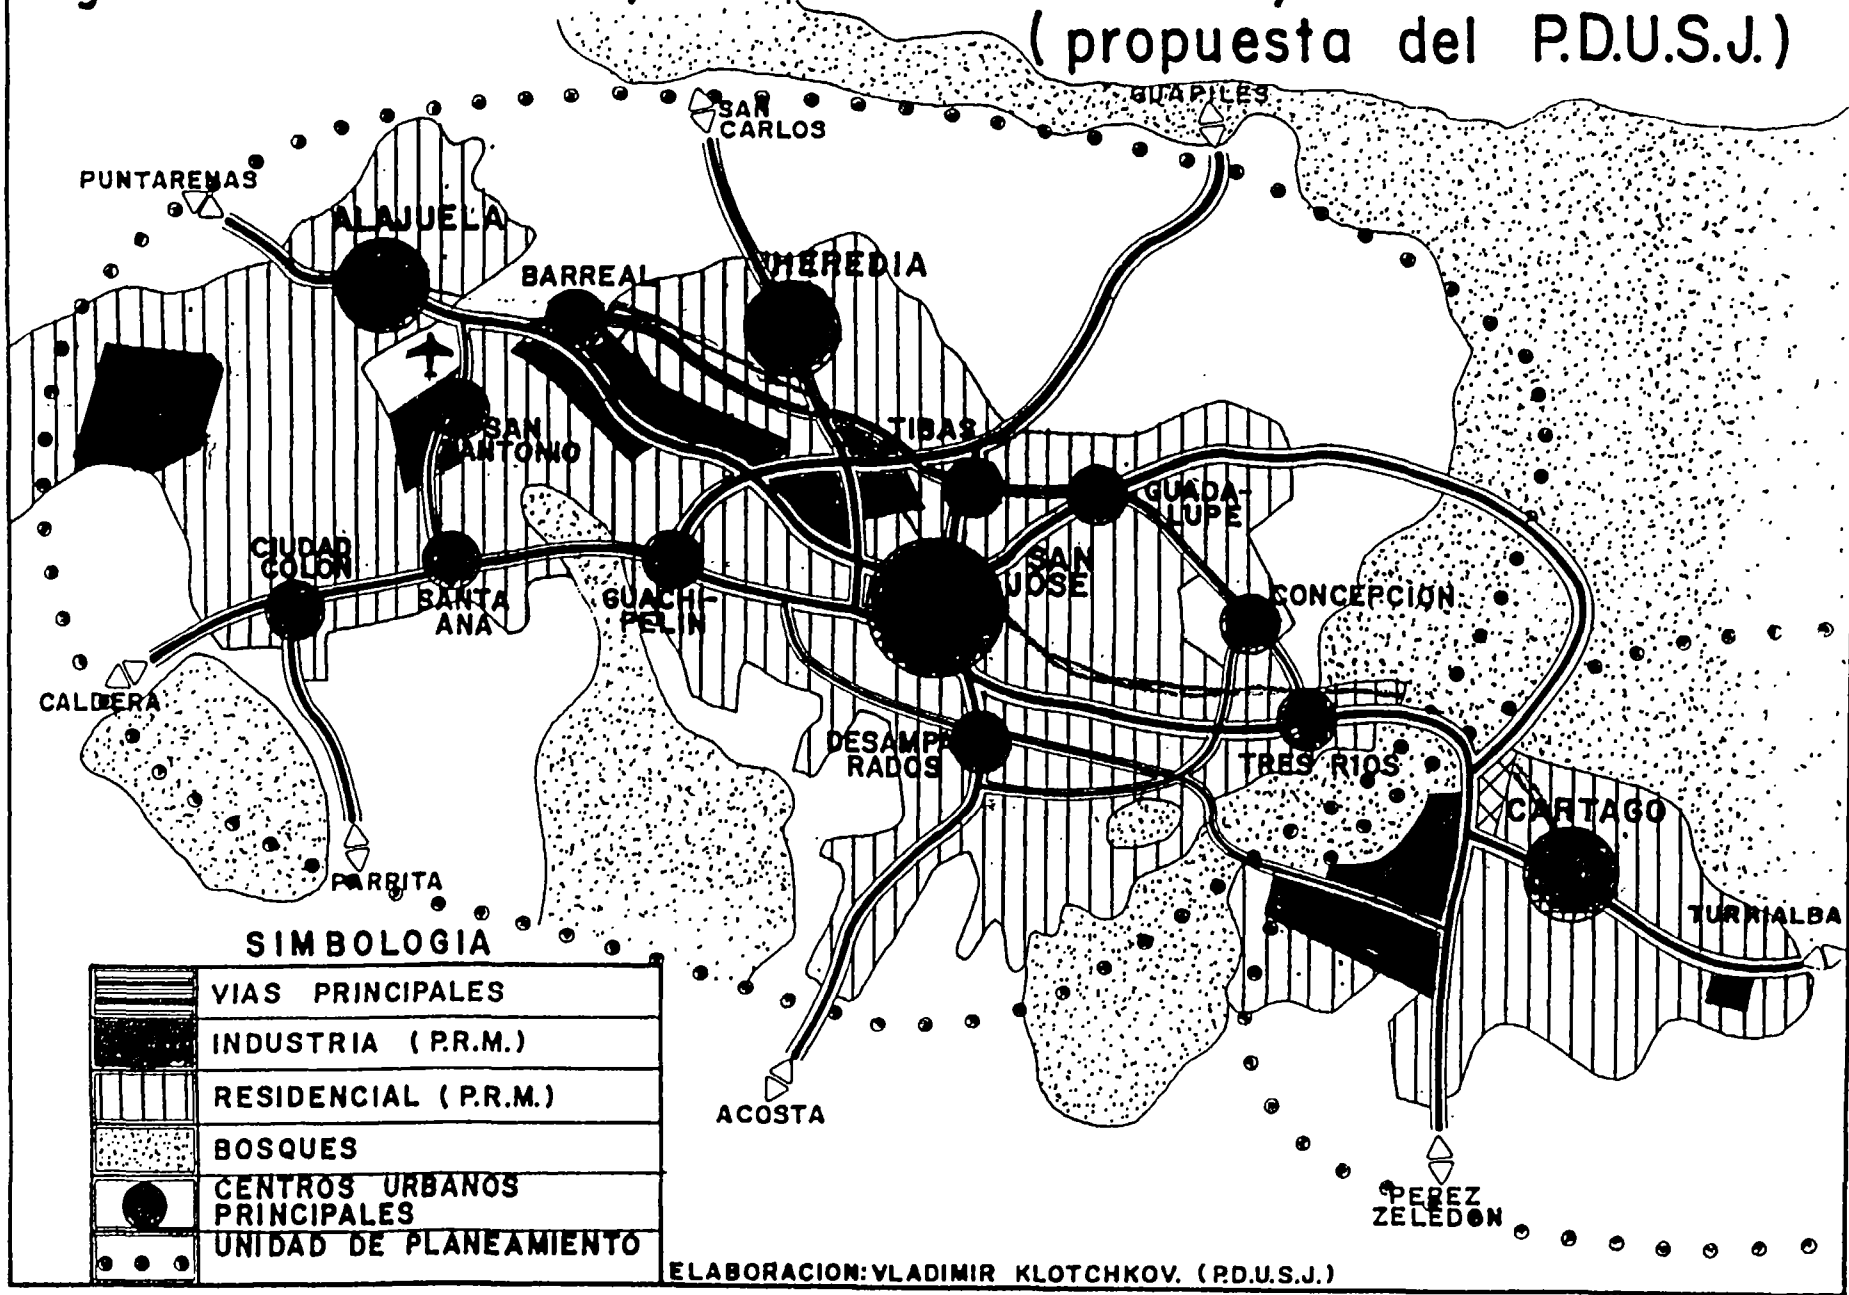 (propuesta del P.D.U.S.J.)
GUAPILES
SAN
CARLOS
PUNTARENAS
ALAJUELA
BARREAL
HEREDIA
TIBAS
SAN
ANTONIO
GUADA-
LUPE
CIUDAD
COLON
SANTA
ANA
GUACHI-
PELIN
SAN
JOSE
CONCEPCION
CALDERA
DESAMPA
RADOS
TRES RIOS
CARTAGO
PARRITA
TURRIALBA
ACOSTA
PEREZ
ZELEDON
SIMBOLOGIA
VIAS PRINCIPALES
INDUSTRIA (P.R.M.)
RESIDENCIAL (P.R.M.)
BOSQUES
CENTROS URBANOS
PRINCIPALES
UNIDAD DE PLANEAMIENTO
ELABORACION: VLADIMIR KLOTCHKOV. (P.D.U.S.J.)